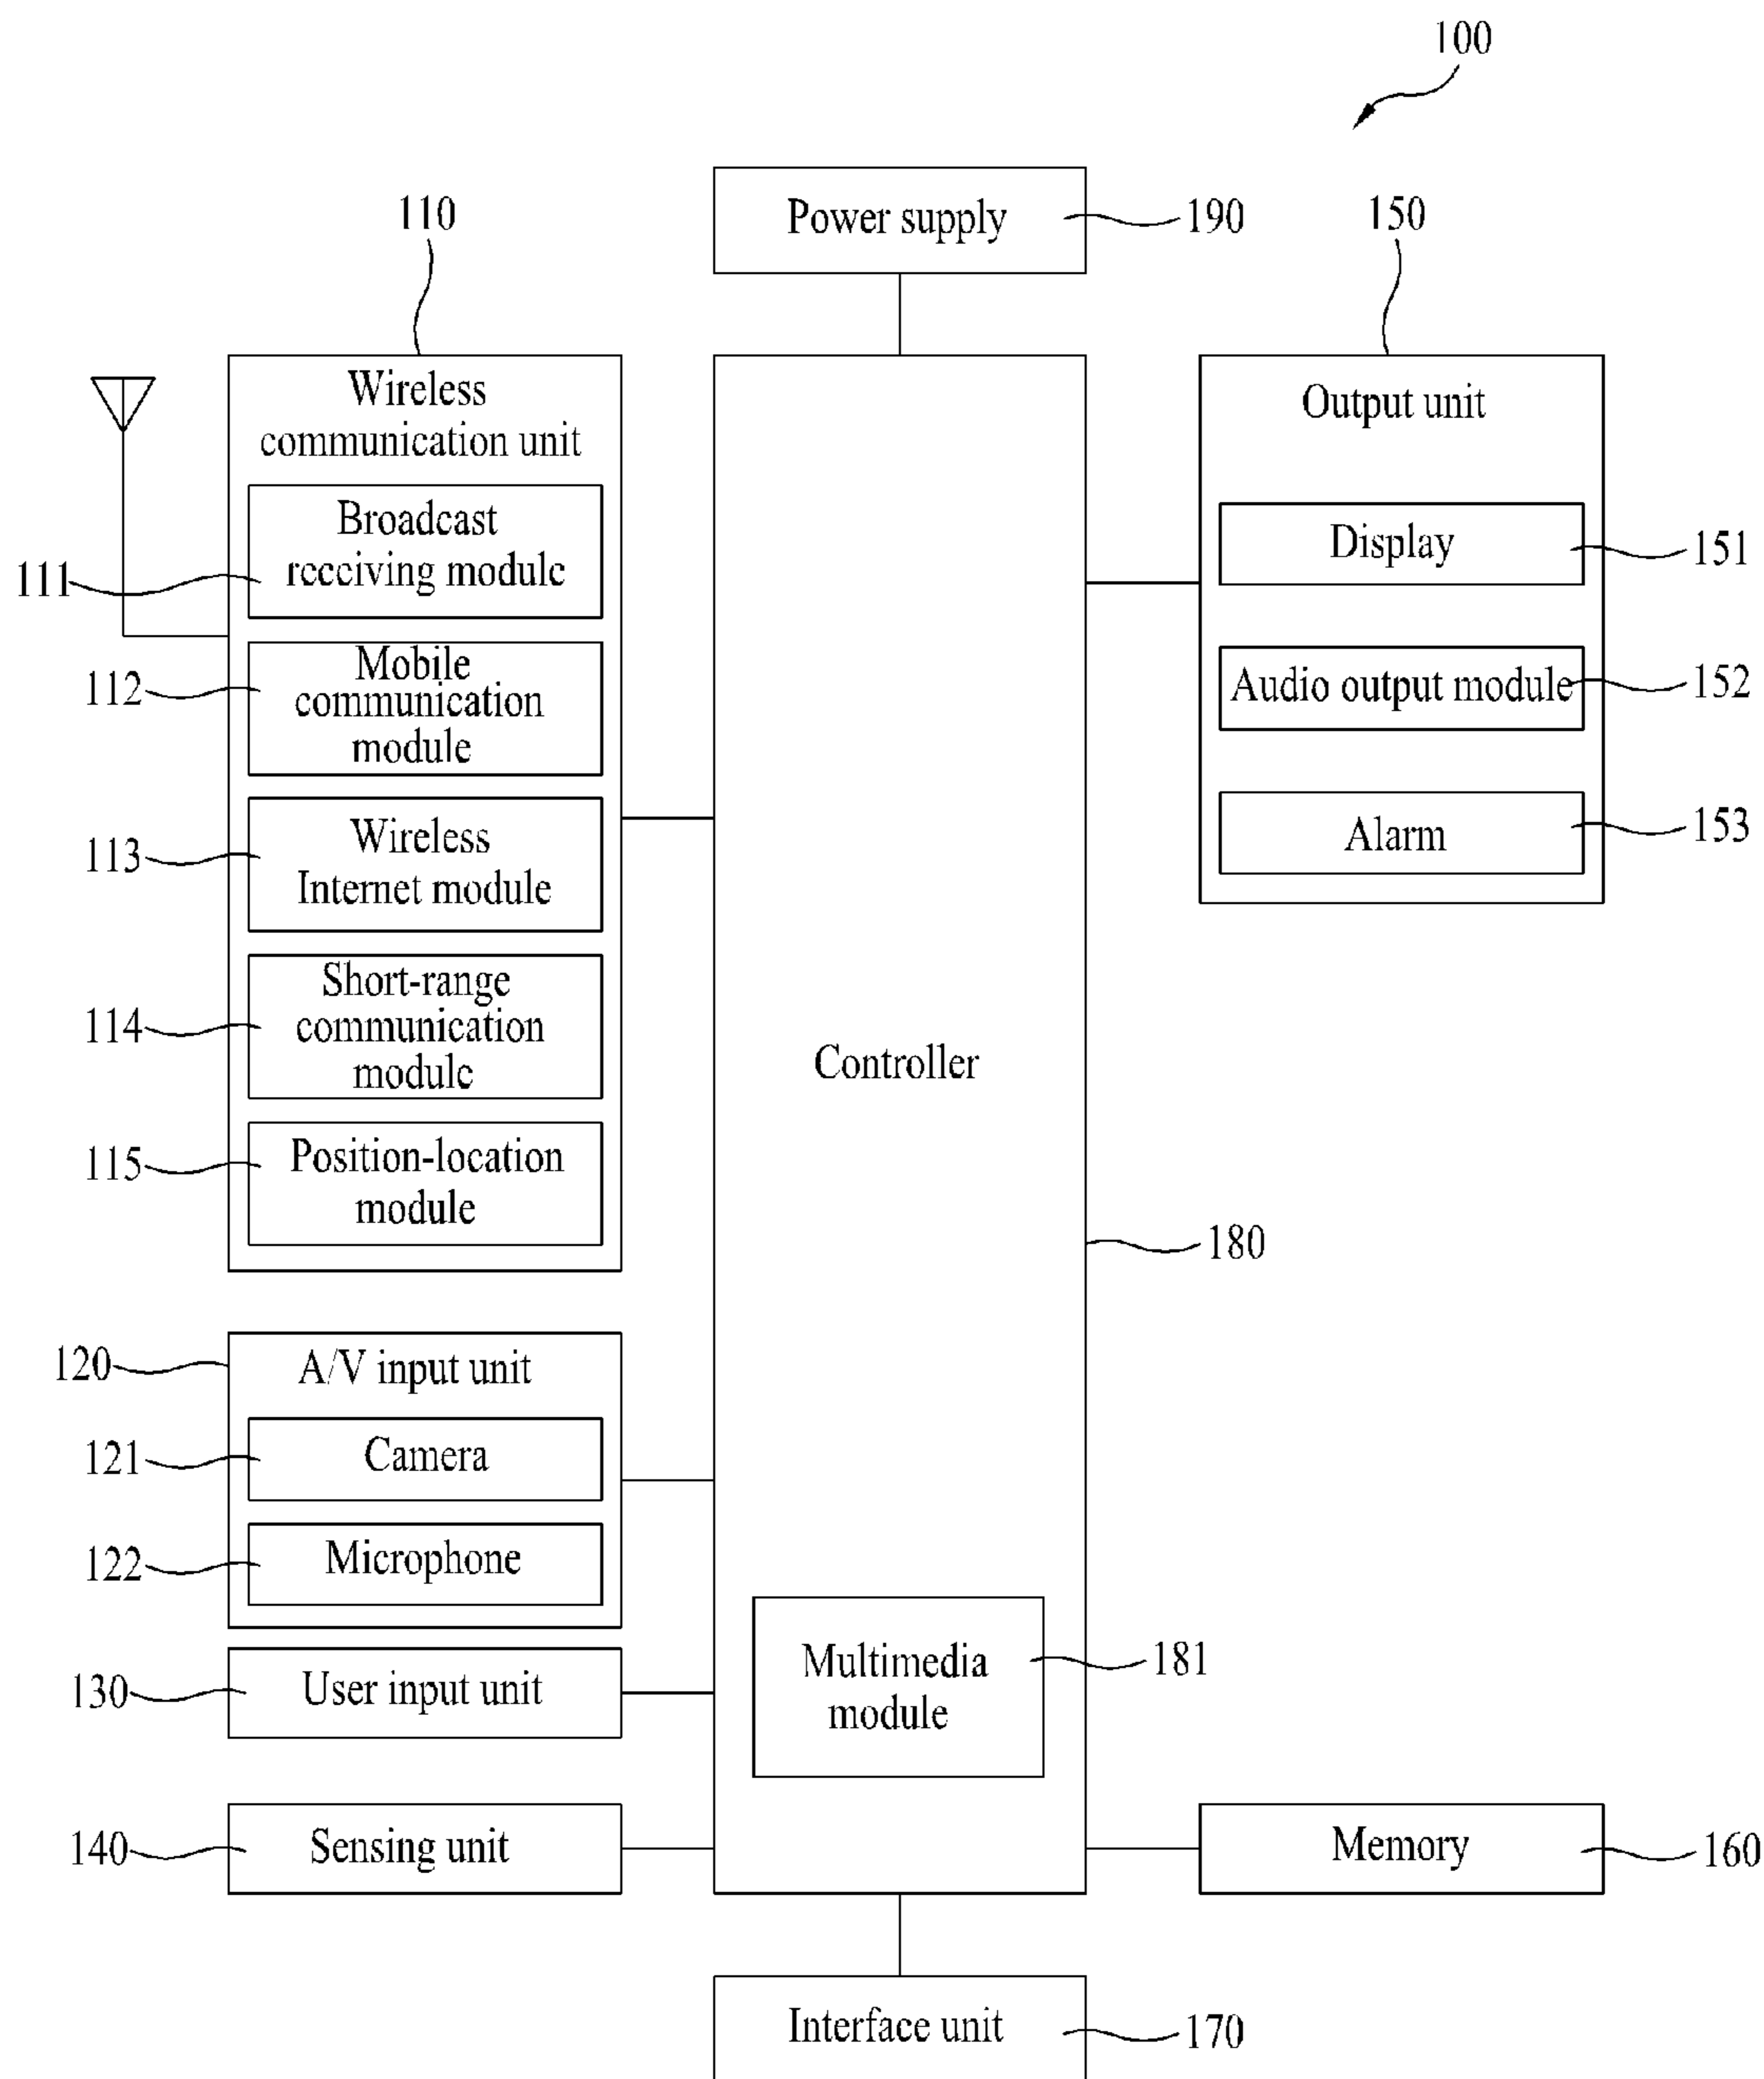 100
Power supply
190
110
150
Wireless
communication unit
Broadcast
receiving module
111
Mobile
communication
module
112
Wireless
Internet module
113
Short-range
communication
module
114
Position-location
module
115
Output unit
Display
151
Audio output module
152
Alarm
153
Controller
180
120
A/V input unit
121
Camera
122
Microphone
130
User input unit
Multimedia
module
181
140
Sensing unit
Memory
160
Interface unit
170